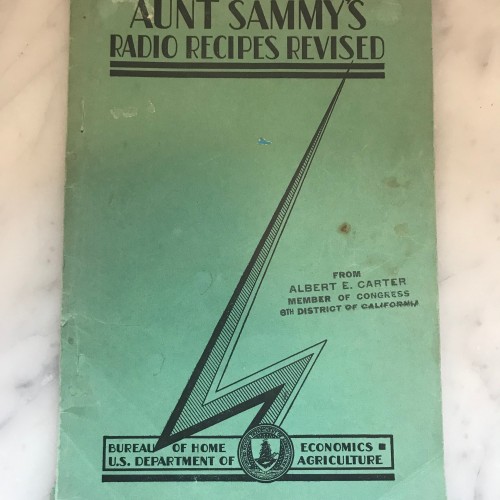 AUNT SAMMY'S
RADIO RECIPES REVISED
FROM
ALBERT E. CARTER
MEMBER OF CONGRESS
6TH DISTRICT OF CALIFORNIA
BUREAU OF HOME ECONOMICS
U.S. DEPARTMENT OF AGRICULTURE